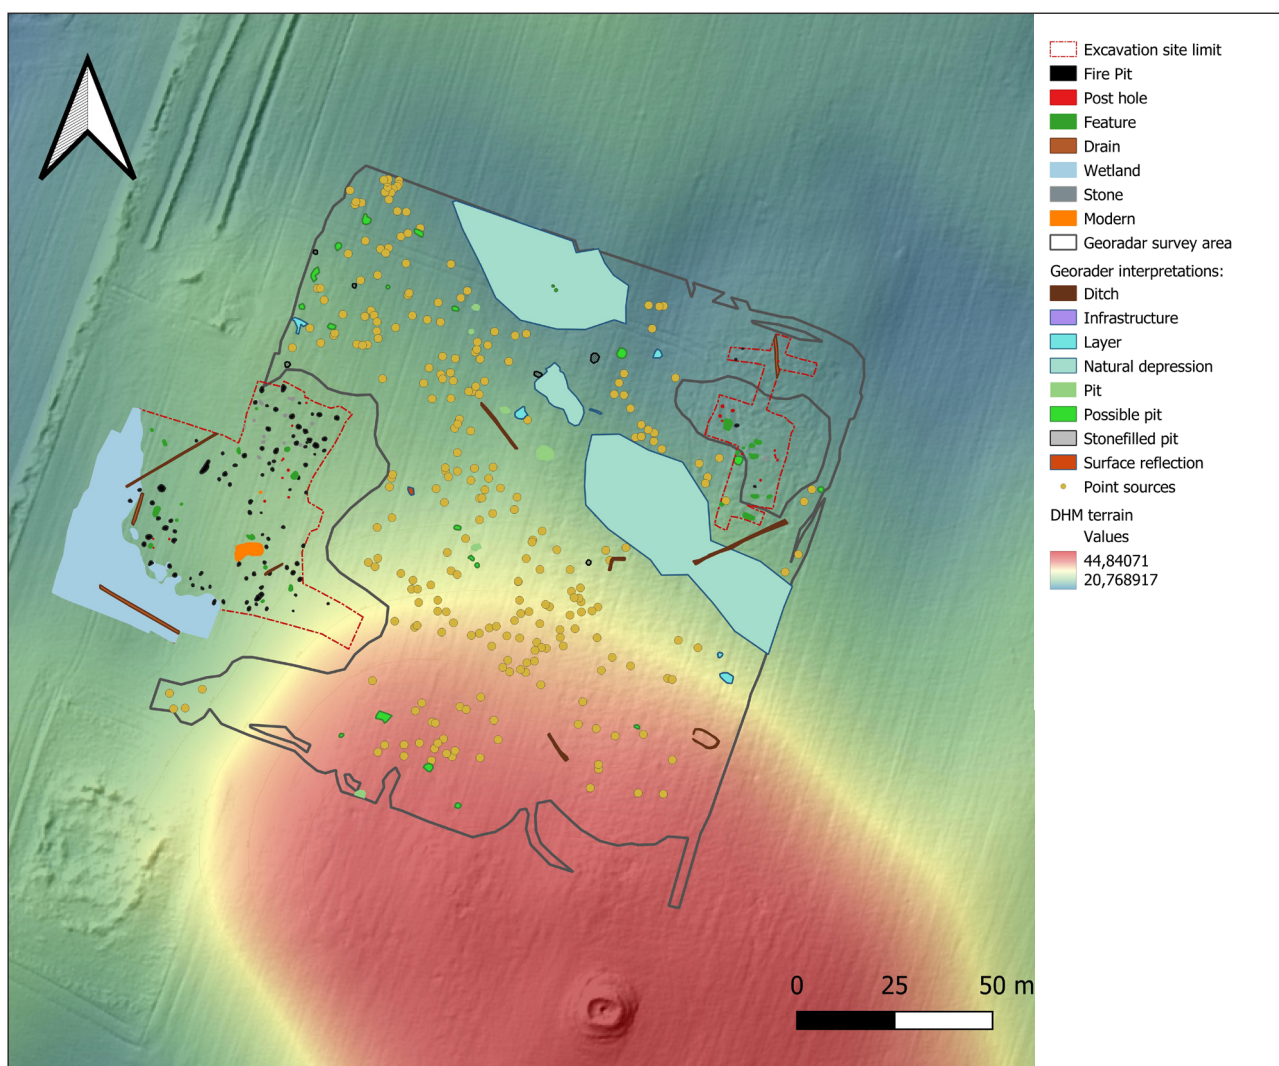 Excavation site limit
Fire Pit
Post hole
Feature
Drain
Wetland
Stone
Modern
Georadar survey area
Georader interpretations:
Ditch
Infrastructure
Layer
Natural depression
Pit
Possible pit
Stonefilled pit
Surface reflection
Point sources
DHM terrain
Values
44,84071
20,768917
0 25 50 m